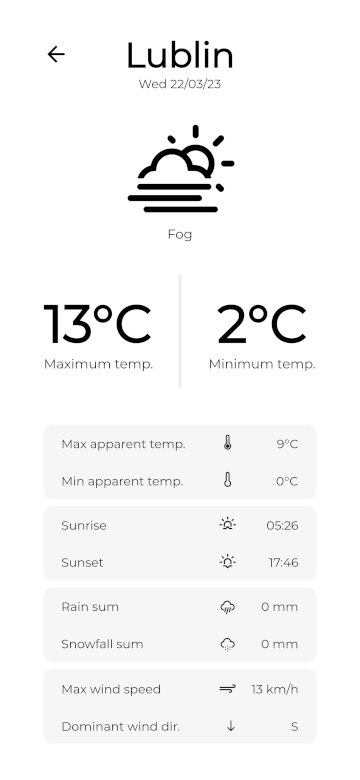 Lublin
Wed 22/03/23
Fog
13°C
Maximum temp.
2°C
Minimum temp.
Max apparent temp. 9°C
Min apparent temp. 0°C
Sunrise 05:26
Sunset 17:46
Rain sum 0 mm
Snowfall sum 0 mm
Max wind speed 13 km/h
Dominant wind dir. S